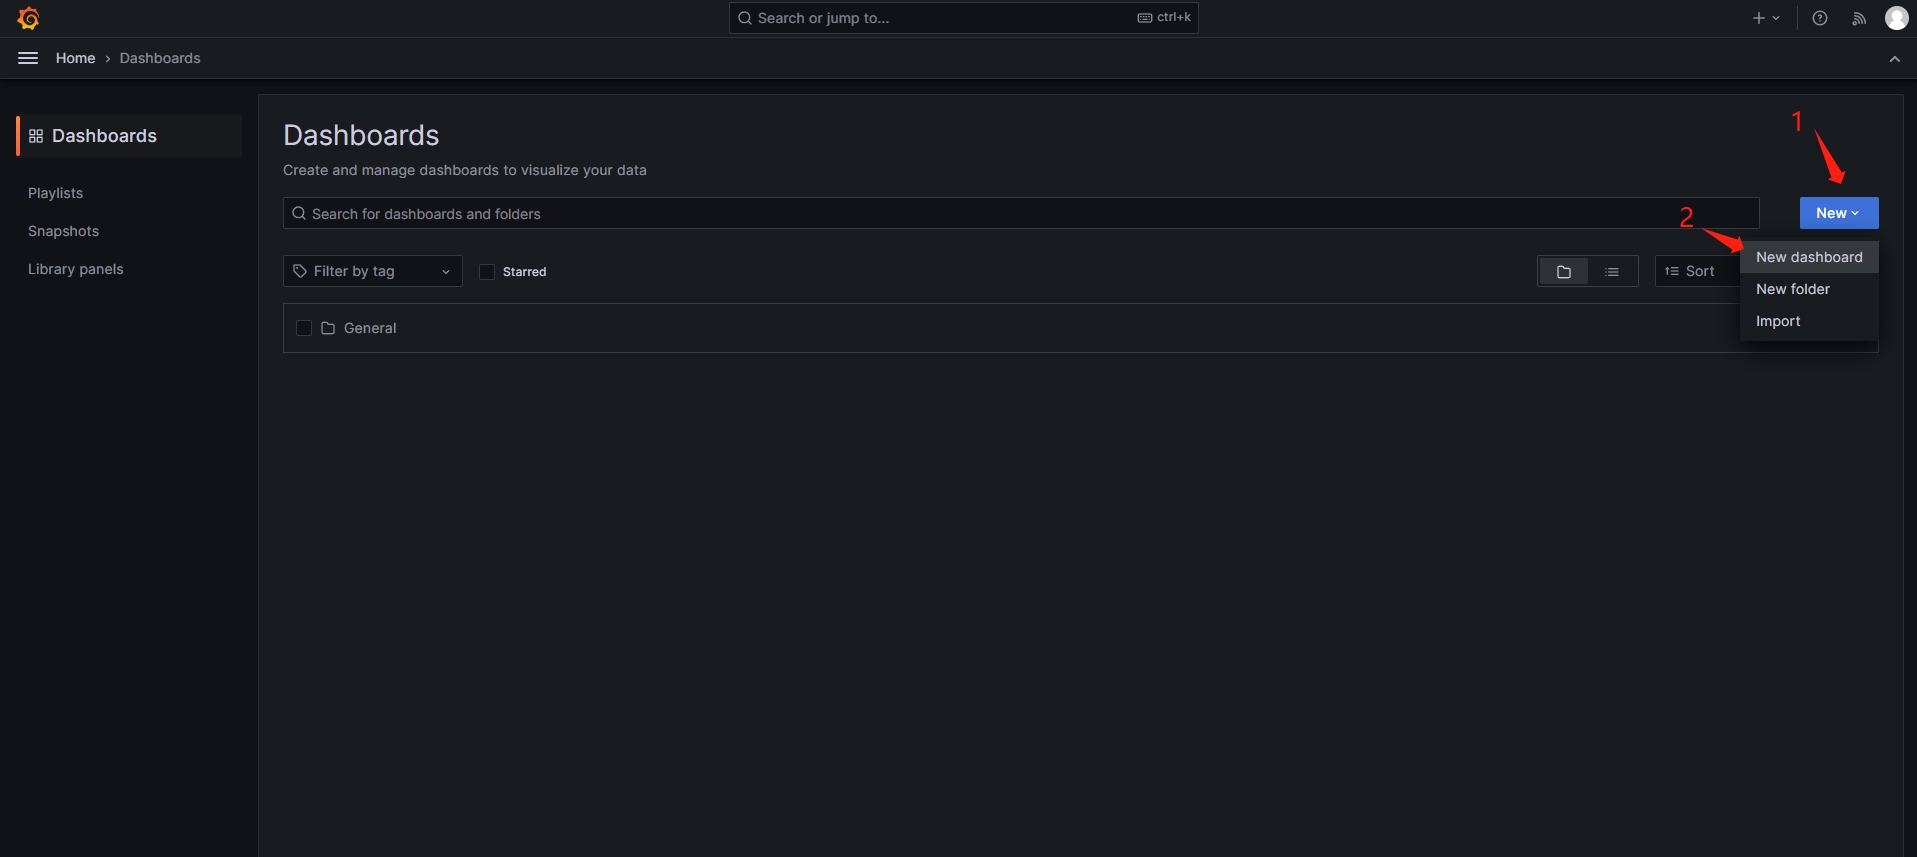 Search or jump to... ctrl+k
Home › Dashboards
Dashboards
Playlists
Snapshots
Library panels
Dashboards
Create and manage dashboards to visualize your data
Search for dashboards and folders
New
1
2
Filter by tag
Starred
Sort
New dashboard
New folder
Import
General